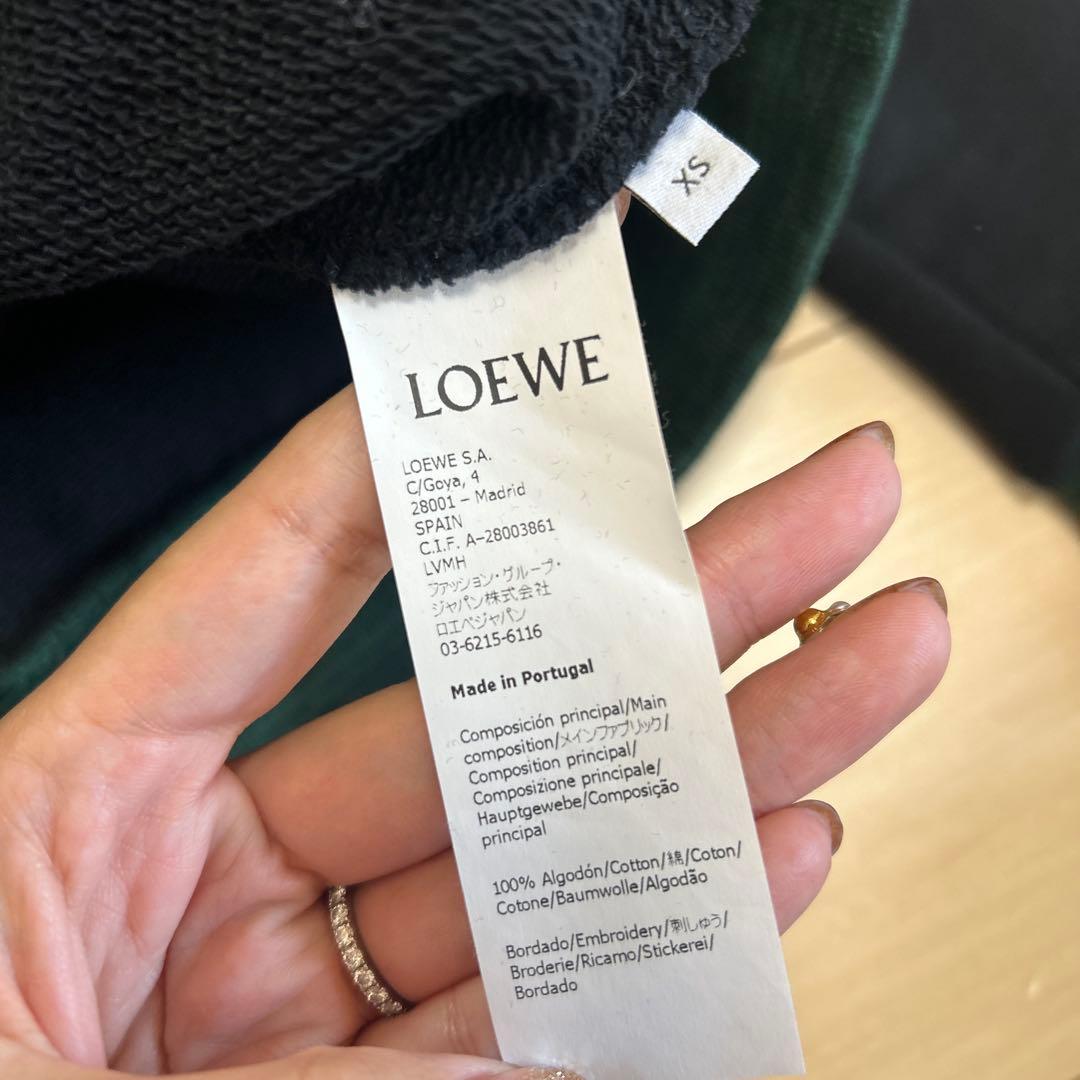 XS
LOEWE
LOEWE S.A.
C/Goya, 4
28001 – Madrid
SPAIN
C.I.F. A-28003861
LVMH
ファッション・グループ・
ジャパン株式会社
ロエベジャパン
03-6215-6116
Made in Portugal
Composición principal/Main
composition/メインファブリック/
Composition principal/
Composizione principale/
Hauptgewebe/Composição
principal
100% Algodón/Cotton/綿/Coton/
Cotone/Baumwolle/Algodão
Bordado/Embroidery/刺しゅう/
Broderie/Ricamo/Stickerei/
Bordado